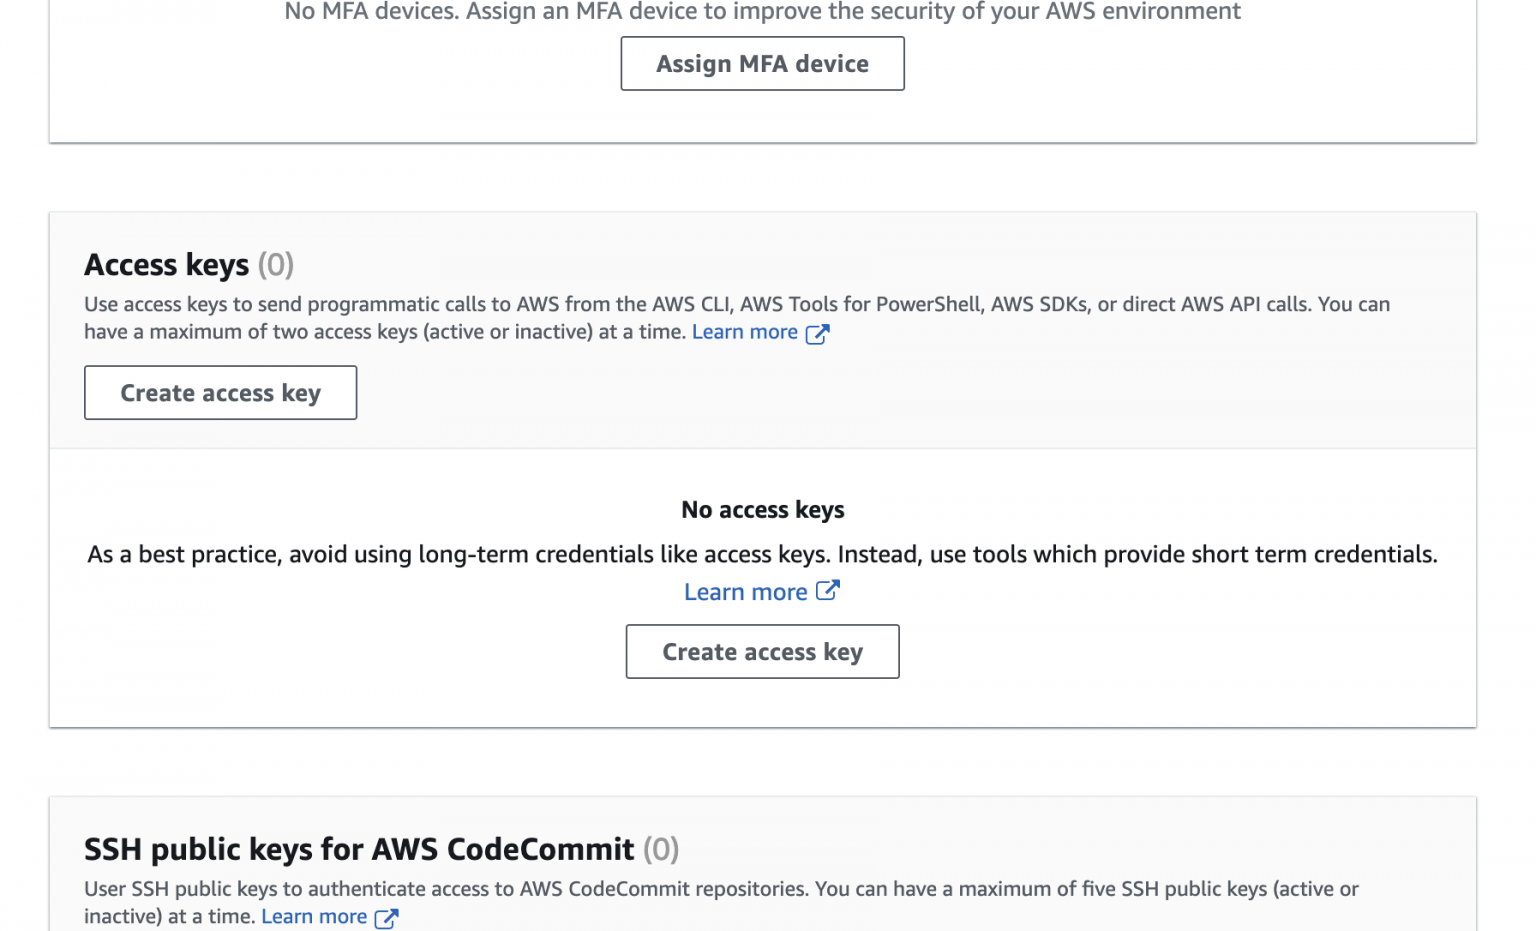 No MFA devices. Assign an MFA device to improve the security of your AWS environment
Assign MFA device
Access keys (0)
Use access keys to send programmatic calls to AWS from the AWS CLI, AWS Tools for PowerShell, AWS SDKs, or direct AWS API calls. You can
have a maximum of two access keys (active or inactive) at a time. Learn more
Create access key
No access keys
As a best practice, avoid using long-term credentials like access keys. Instead, use tools which provide short term credentials.
Learn more
Create access key
SSH public keys for AWS CodeCommit (0)
User SSH public keys to authenticate access to AWS CodeCommit repositories. You can have a maximum of five SSH public keys (active or
inactive) at a time. Learn more